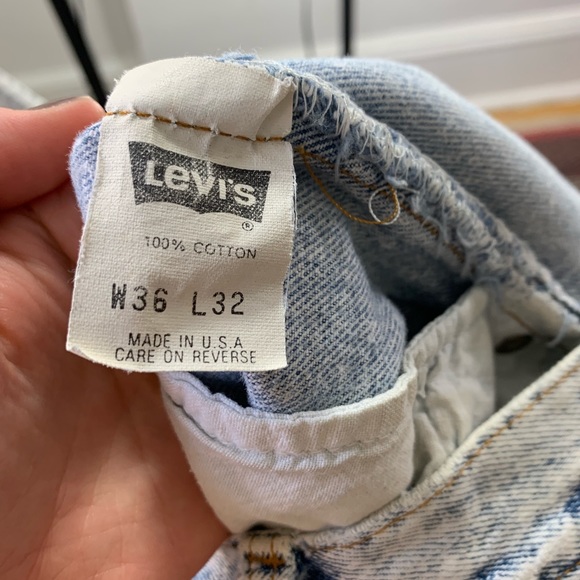 Levi's
®
100% COTTON
W36 L32
MADE IN U.S.A
CARE ON REVERSE